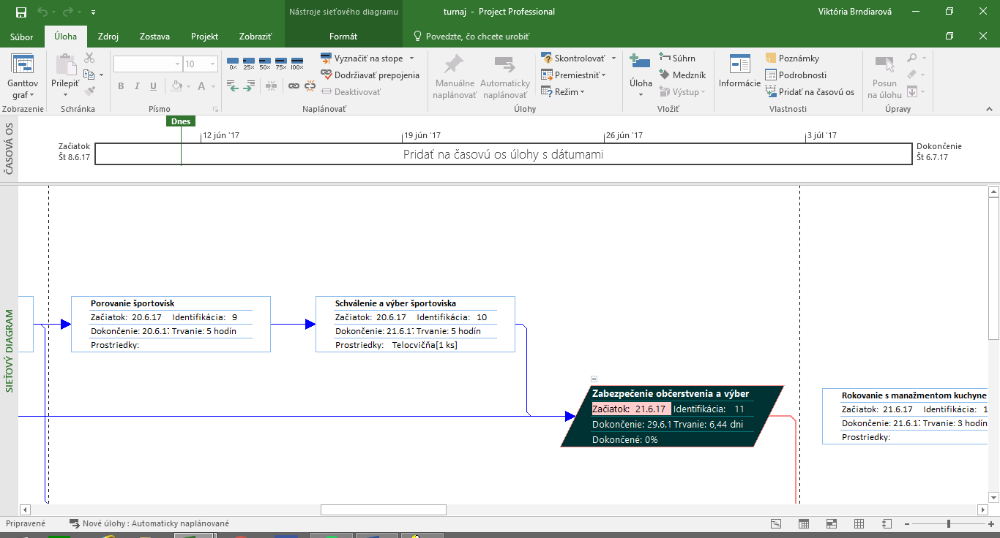 Nástroje sieťového diagramu
turnaj - Project Professional
Viktória Brndiarová
Súbor
Úloha
Zdroj
Zostava
Projekt
Zobraziť
Formát
Povedzte, čo chcete urobiť
Ganttov
graf
Zobrazenie
Prilepiť
Schránka
10
B I U
A
Písmo
0% 25% 50% 75% 100%
Vyznačiť na stope
Dodržiavať prepojenia
Deaktivovať
Naplánovať
Manuálne
naplánovať
Automaticky
naplánovať
Skontrolovať
Premiestniť
Režim
Úlohy
Úloha
Súhrn
Medzník
Výstup
Vložiť
Informácie
Poznámky
Podrobnosti
Pridať na časovú os
Vlastnosti
Posun
na úlohu
Úpravy
ČASOVÁ OS
Dnes
12 jún '17
19 jún '17
26 jún '17
3 júl '17
Začiatok
Št 8.6.17
Pridať na časovú os úlohy s dátumami
Dokončenie
Št 6.7.17
SIEŤOVÝ DIAGRAM
Porovanie športovísk
Začiatok: 20.6.17 Identifikácia: 9
Dokončenie: 20.6.1 Trvanie: 5 hodín
Prostriedky:
Schválenie a výber športoviska
Začiatok: 20.6.17 Identifikácia: 10
Dokončenie: 21.6.1 Trvanie: 5 hodín
Prostriedky: Telocvičňa[1 ks]
Zabezpečenie občerstvenia a výber
Začiatok: 21.6.17 Identifikácia: 11
Dokončenie: 29.6.1 Trvanie: 6,44 dni
Dokončené: 0%
Rokovanie s manažmentom kuchyne
Začiatok: 21.6.17 Identifikácia: 1
Dokončenie: 21.6.1 Trvanie: 3 hodín
Prostriedky:
Pripravené
Nové úlohy : Automaticky naplánované